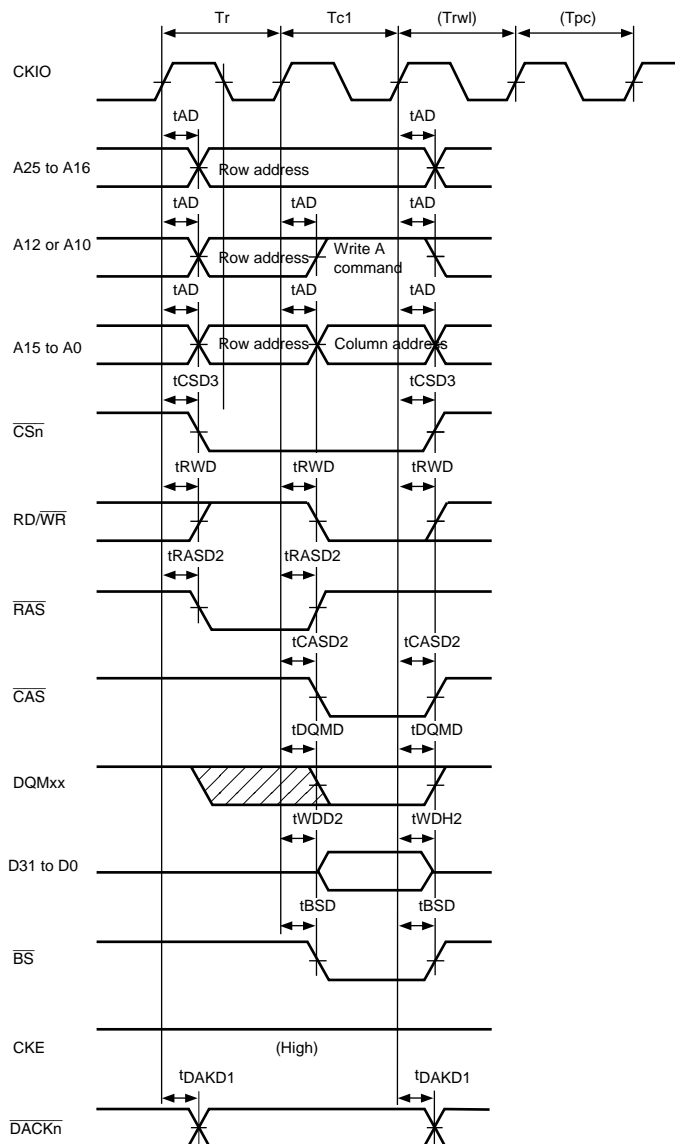 Tr Tc1 (Trwl) (Tpc)
CKIO
tAD tAD
A25 to A16 Row address
tAD tAD tAD
A12 or A10 Row address Write A
command
tAD tAD tAD
A15 to A0 Row address Column address
tCSD3 tCSD3
CSn
tRWD tRWD tRWD
RD/WR
tRASD2 tRASD2
RAS
tCASD2 tCASD2
CAS
tDQMD tDQMD
DQMxx
tWDD2 tWDH2
D31 to D0
tBSD tBSD
BS
CKE (High)
tDAKD1 tDAKD1
DACKn